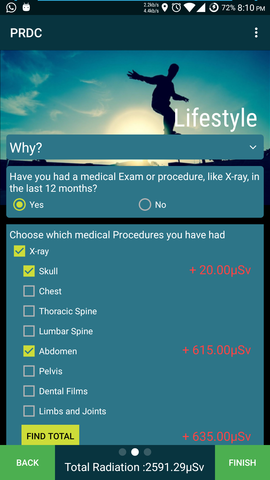 2.2kb/s
4.4kb/s
72% 8:10 PM
PRDC
Lifestyle
Why?
Have you had a medical Exam or procedure, like X-ray, in
the last 12 months?
Yes No
Choose which medical Procedures you have had
X-ray
Skull + 20.00µSv
Chest
Thoracic Spine
Lumbar Spine
Abdomen + 615.00µSv
Pelvis
Dental Films
Limbs and Joints
FIND TOTAL + 635.00µSv
BACK Total Radiation :2591.29µSv FINISH